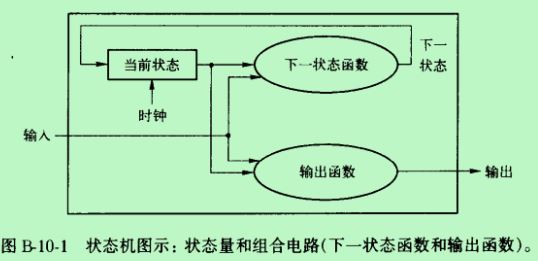 当前状态
下一状态函数
下一
状态
时钟
输入
输出函数
输出
图 B-10-1 状态机图示：状态量和组合电路(下一状态函数和输出函数)。